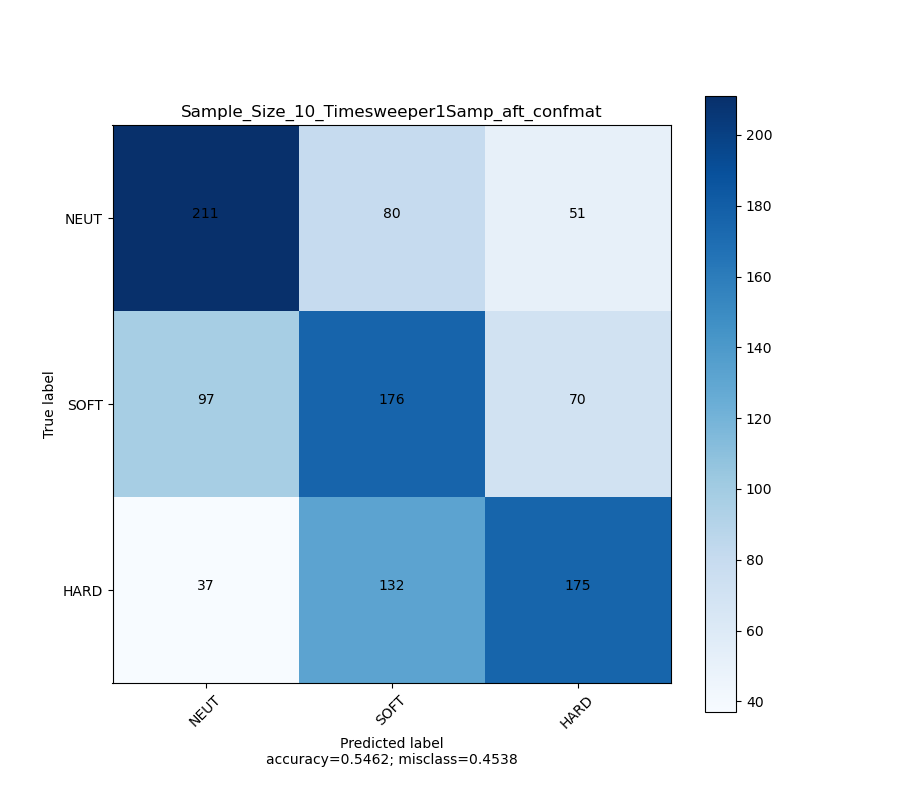 Sample_Size_10_Timesweeper1Samp_aft_confmat
NEUT 211 80 51
SOFT 97 176 70
HARD 37 132 175
NEUT SOFT HARD
True label
Predicted label
accuracy=0.5462; misclass=0.4538
200
180
160
140
120
100
80
60
40